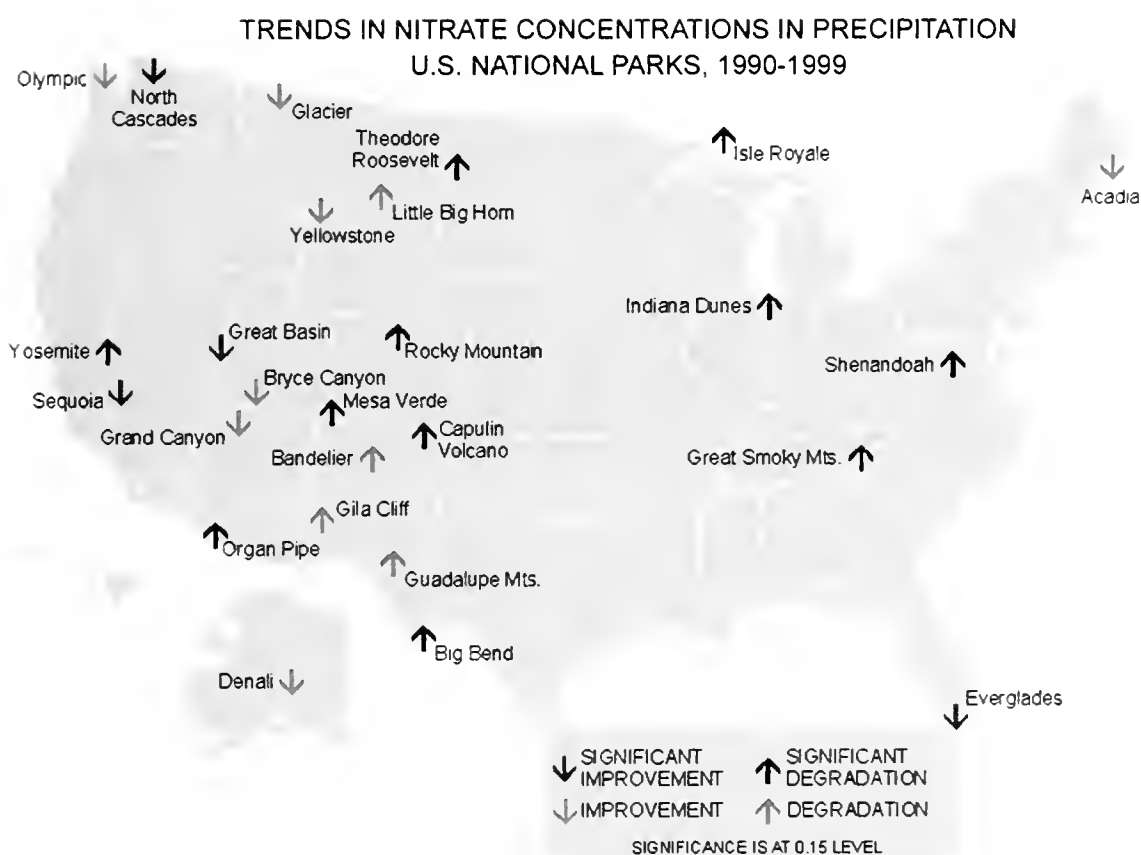 TRENDS IN NITRATE CONCENTRATIONS IN PRECIPITATION
U.S. NATIONAL PARKS, 1990-1999
Olympic
North
Cascades
Glacier
Theodore
Roosevelt
Isle Royale
Acadia
Little Big Horn
Yellowstone
Indiana Dunes
Great Basin
Yosemite
Rocky Mountain
Shenandoah
Bryce Canyon
Sequoia
Mesa Verde
Grand Canyon
Capulin
Volcano
Bandelier
Great Smoky Mts.
Gila Cliff
Organ Pipe
Guadalupe Mts.
Big Bend
Denali
Everglades
SIGNIFICANT
IMPROVEMENT
SIGNIFICANT
DEGRADATION
IMPROVEMENT
DEGRADATION
SIGNIFICANCE IS AT 0.15 LEVEL